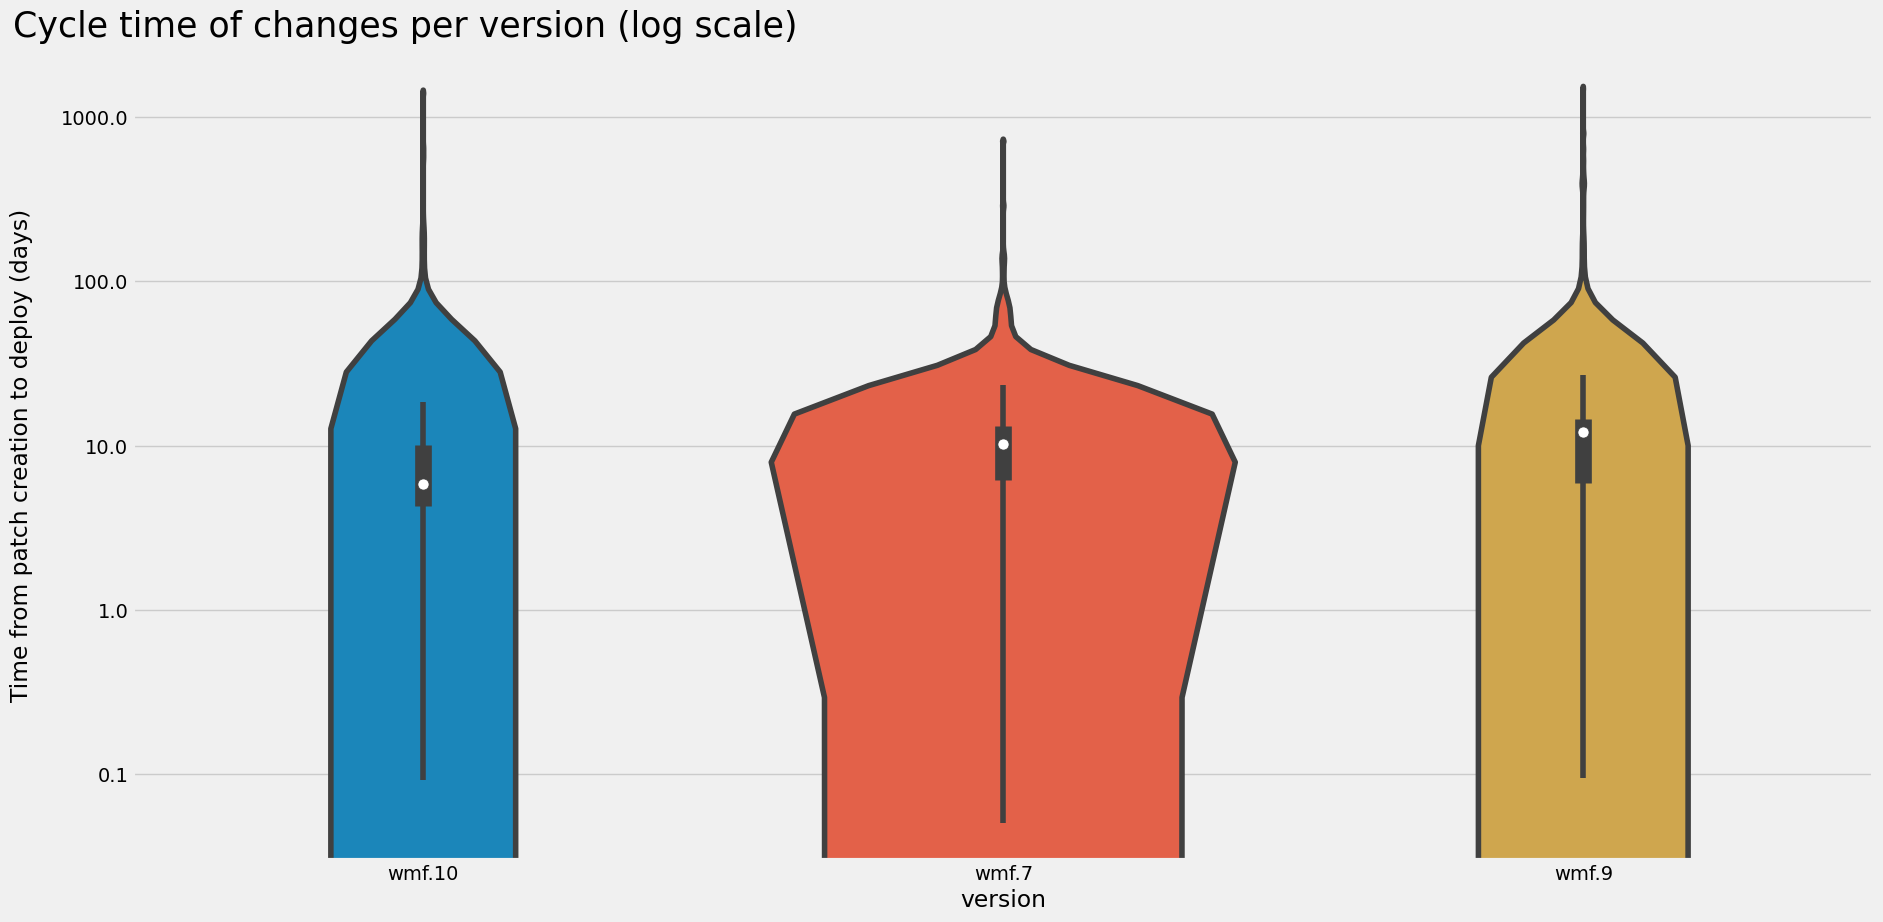 Cycle time of changes per version (log scale)
Time from patch creation to deploy (days)
1000.0
100.0
10.0
1.0
0.1
wmf.10
wmf.7
wmf.9
version